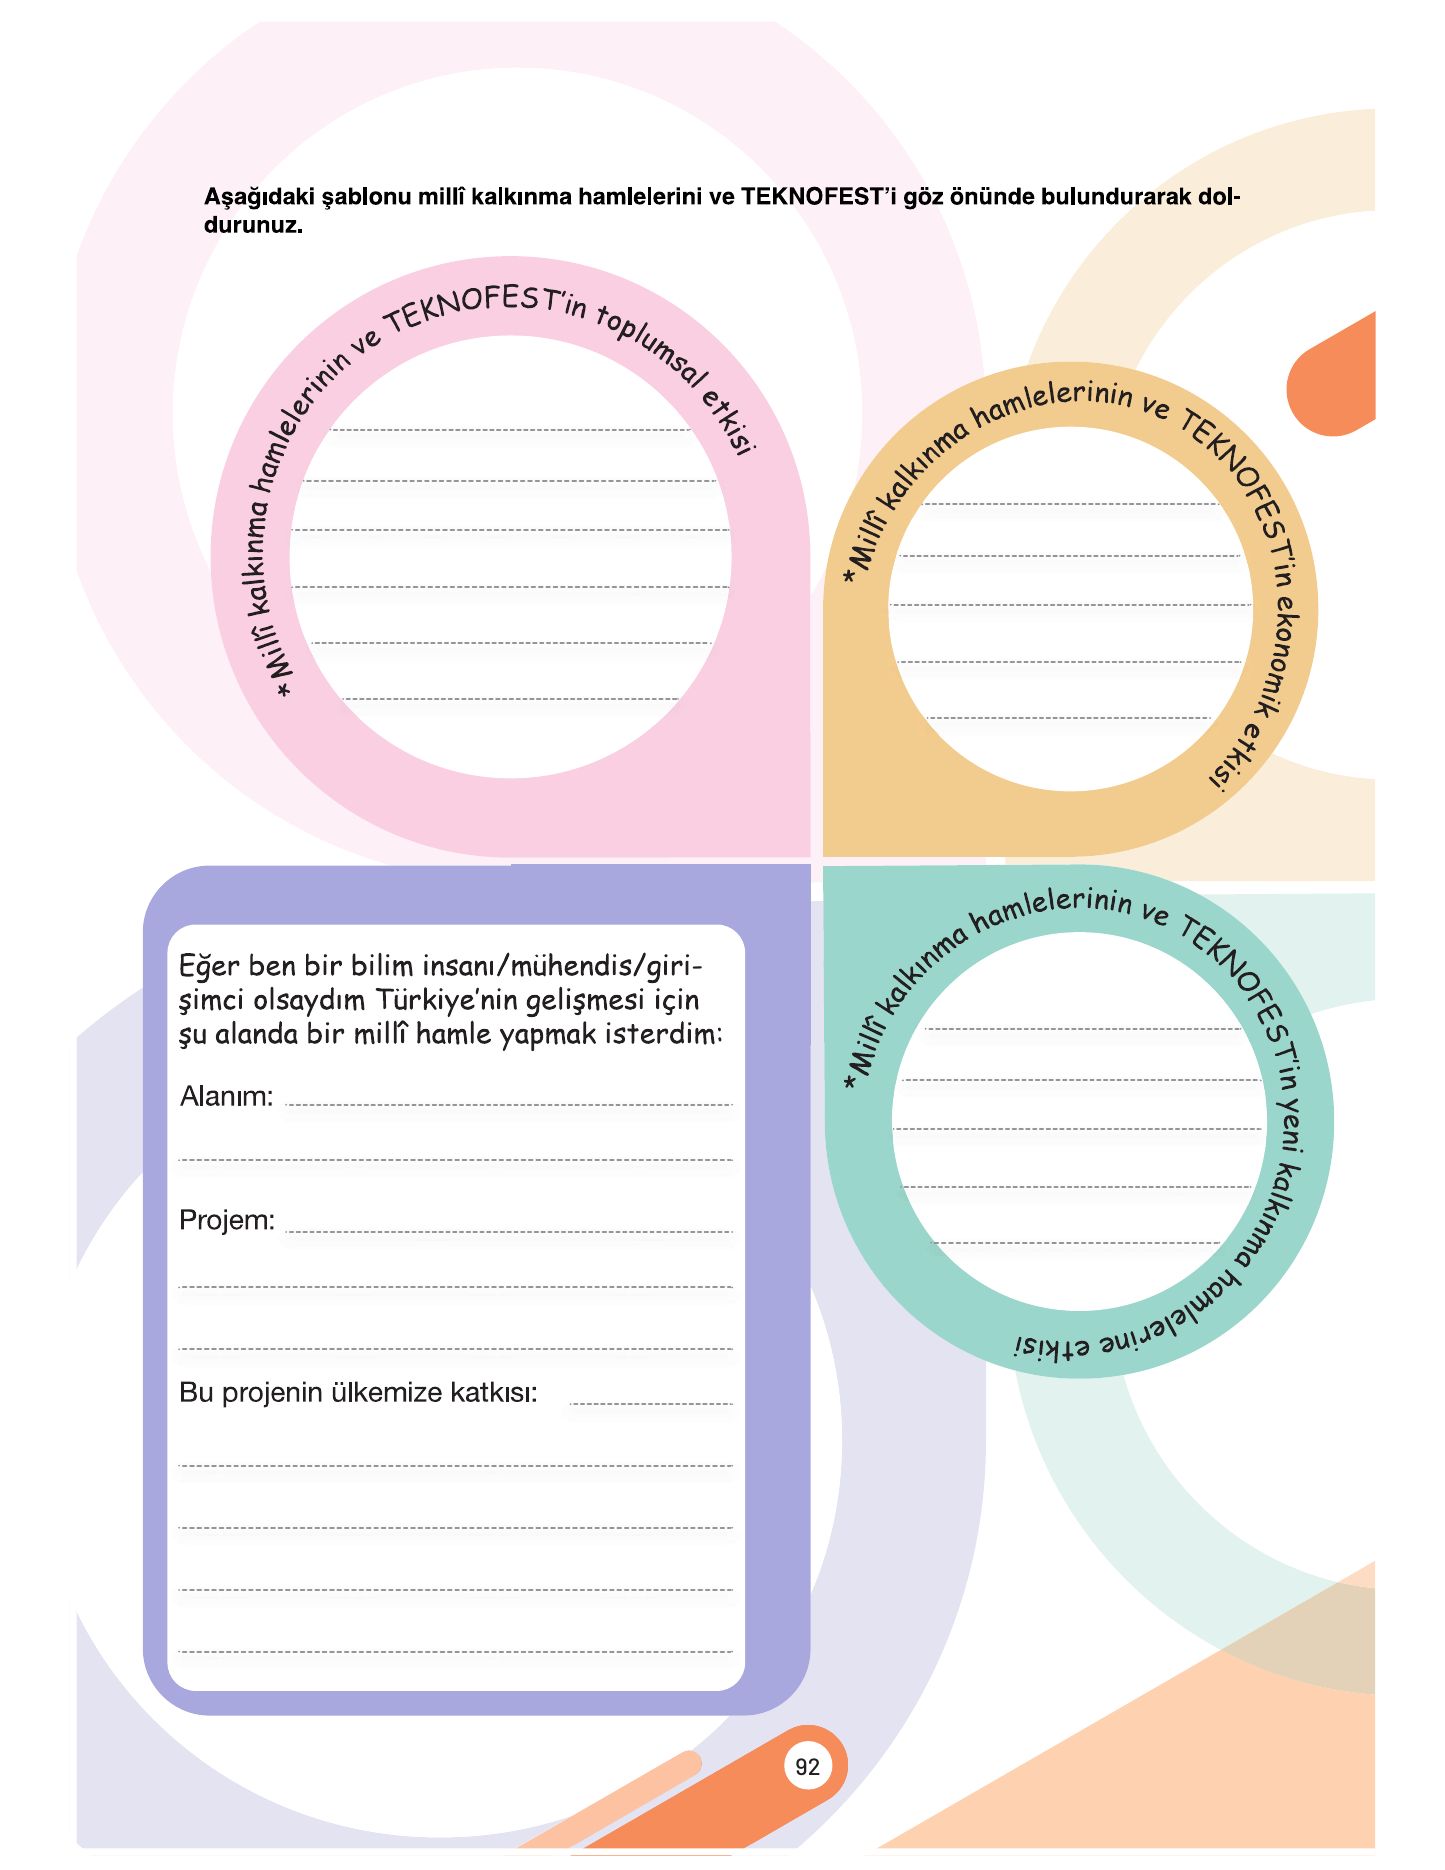 Aşağıdaki şablonu millî kalkınma hamlelerini ve TEKNOFEST’i göz önünde bulundurarak dol-
durunuz.
*Millî kalkınma hamlelerinin ve TEKNOFEST’in toplumsal etkisi
*Millî kalkınma hamlelerinin ve TEKNOFEST’in ekonomik etkisi
Eğer ben bir bilim insanı/mühendis/giri-
şimci olsaydım Türkiye’nin gelişmesi için
şu alanda bir millî hamle yapmak isterdim:
Alanım:
Projem:
Bu projenin ülkemize katkısı:
*Millî kalkınma hamlelerinin ve TEKNOFEST’in yeni kalkınma hamlelerine etkisi
92